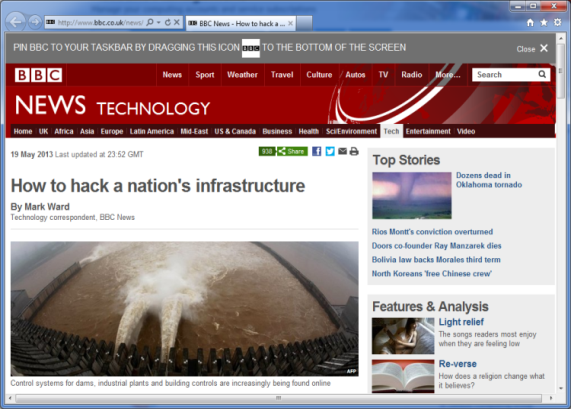 http://www.bbc.co.uk/news/
BBC News - How to hack a ...
PIN BBC TO YOUR TASKBAR BY DRAGGING THIS ICON BBC TO THE BOTTOM OF THE SCREEN
Close X
BBC
News Sport Weather Travel Culture Autos TV Radio More... Search
NEWS TECHNOLOGY
Home UK Africa Asia Europe Latin America Mid-East US & Canada Business Health Sci/Environment Tech Entertainment Video
19 May 2013 Last updated at 23:52 GMT
938 Share
How to hack a nation's infrastructure
By Mark Ward
Technology correspondent, BBC News
AFP
Control systems for dams, industrial plants and building controls are increasingly being found online
Top Stories
Dozens dead in
Oklahoma tornado
Rios Montt's conviction overturned
Doors co-founder Ray Manzarek dies
Bolivia law backs Morales third term
North Koreans 'free Chinese crew'
Features & Analysis
Light relief
The songs readers most enjoy
when they are feeling low
Re-verse
How does a religion change what
it believes?